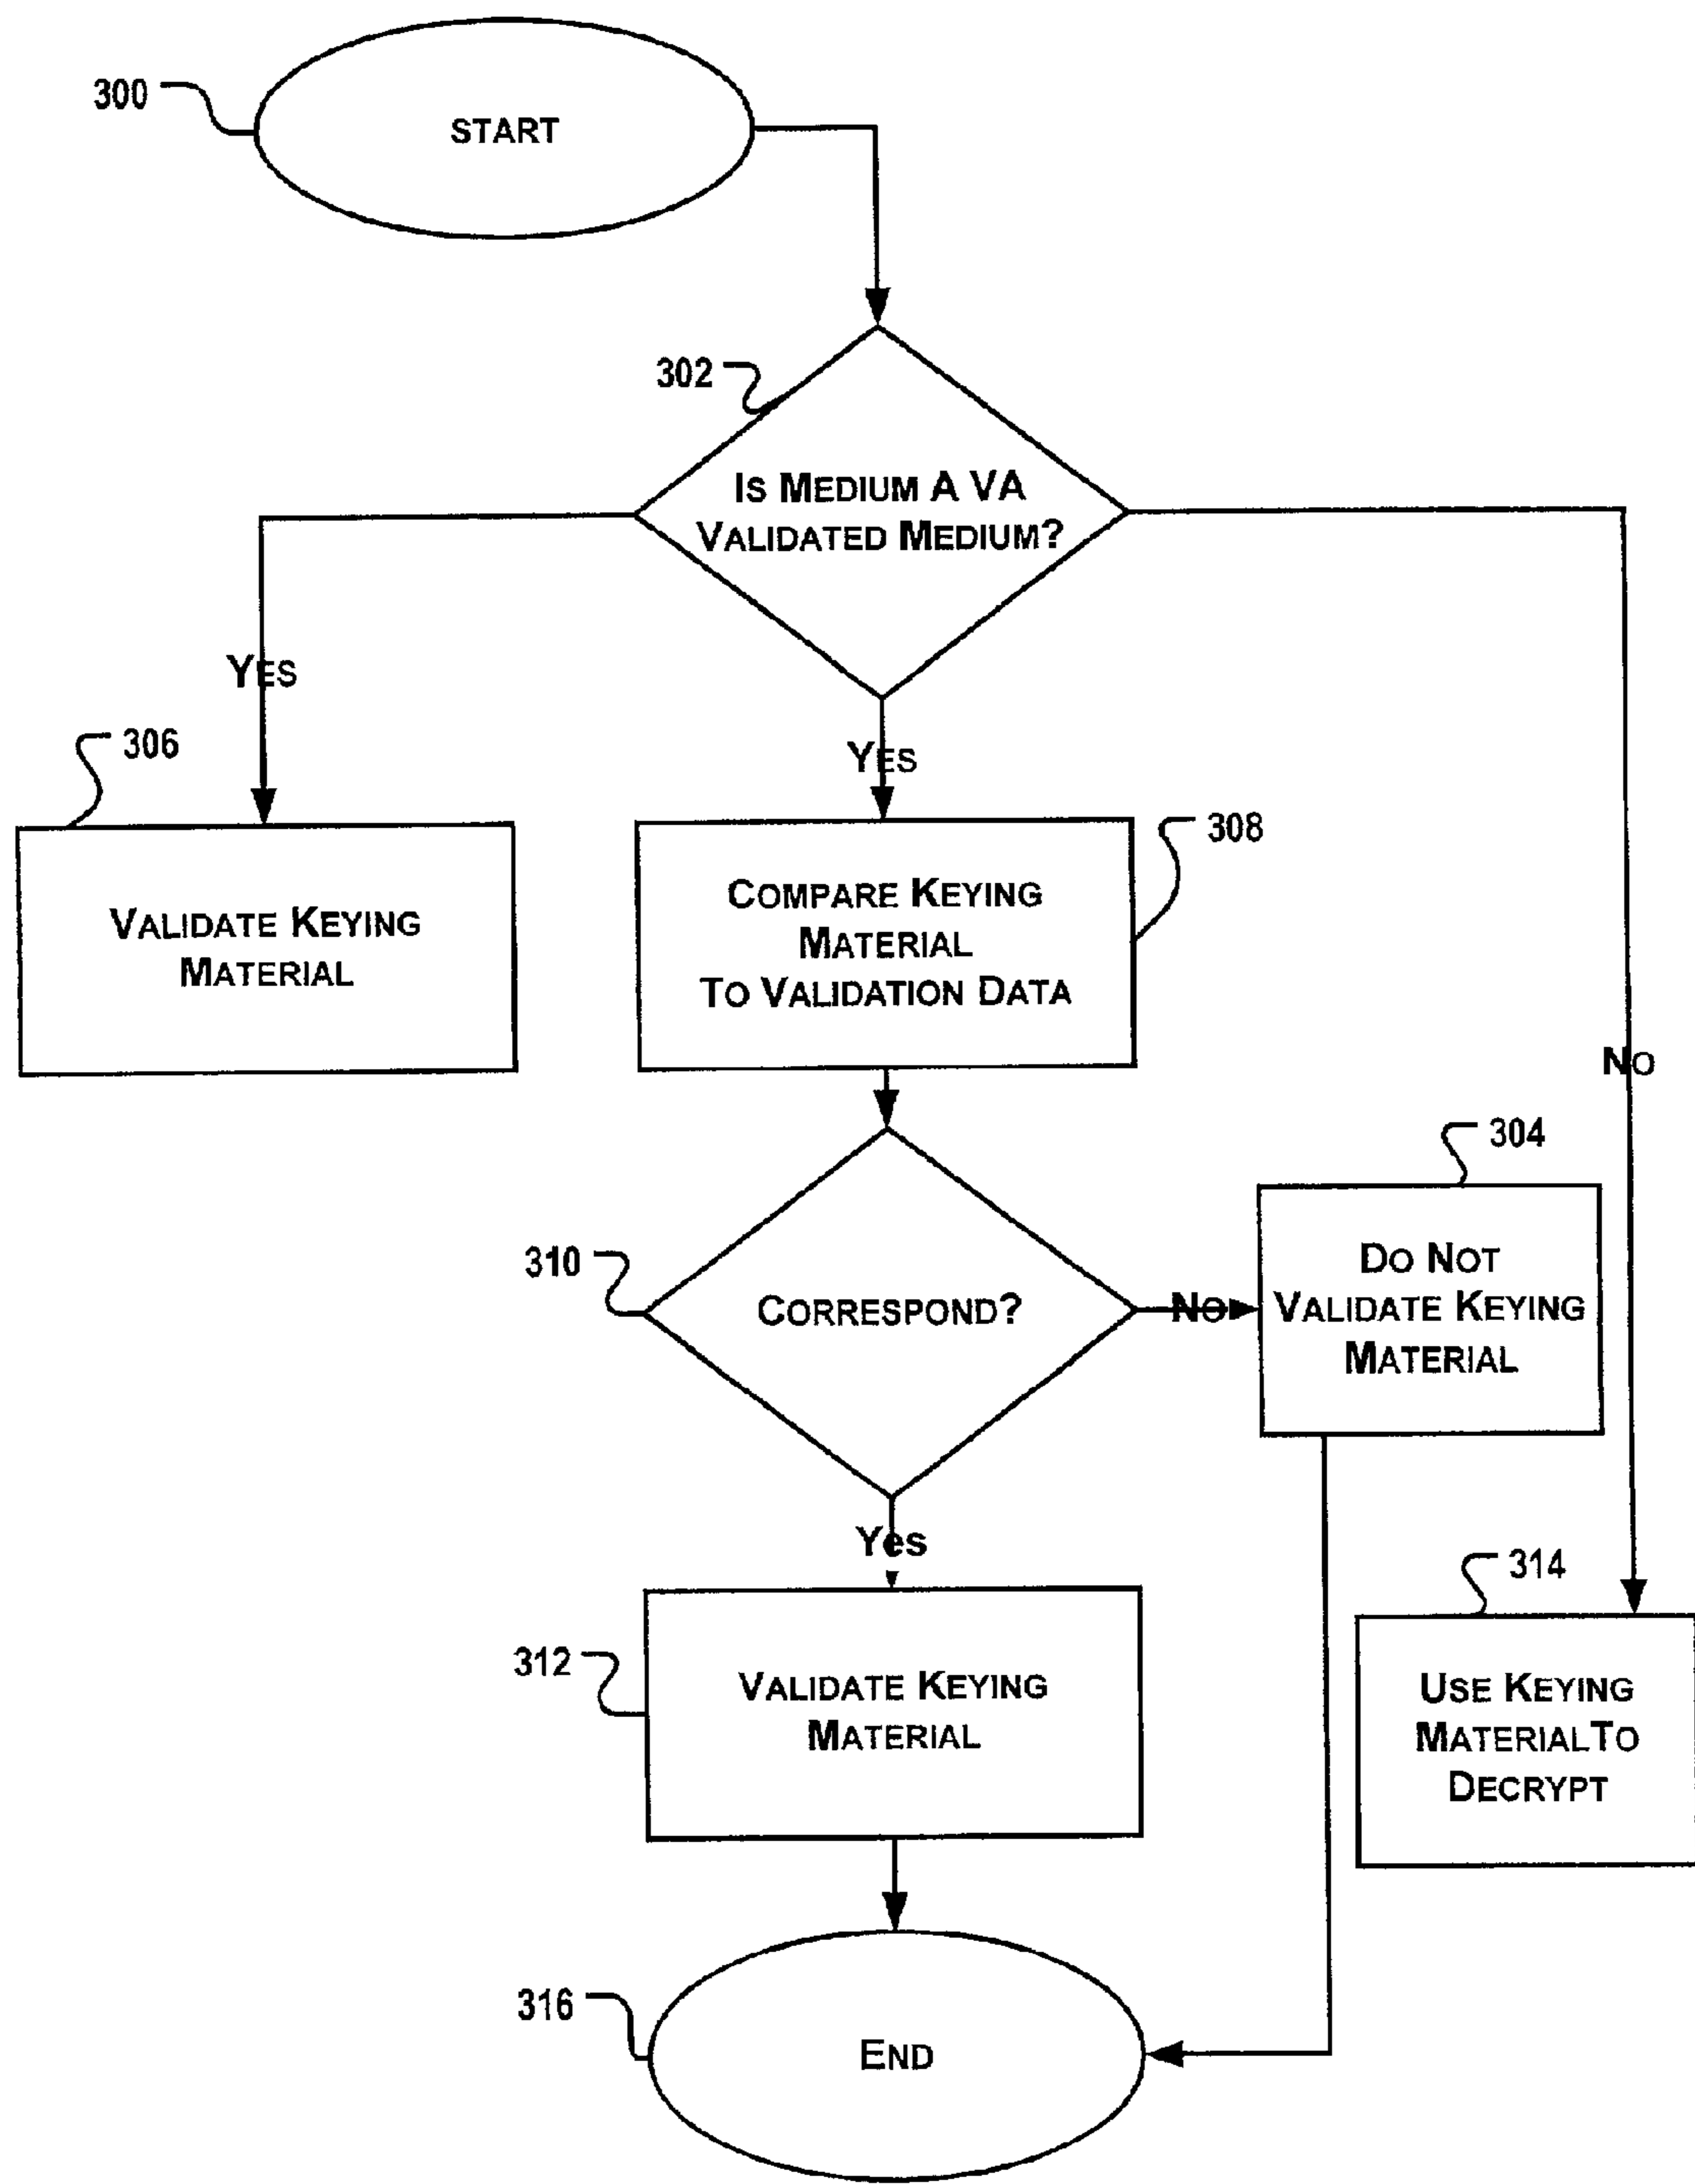 300
START
302
IS MEDIUM A VA
VALIDATED MEDIUM?
YES
YES
306
308
VALIDATE KEYING
MATERIAL
COMPARE KEYING
MATERIAL
TO VALIDATION DATA
NO
304
310
CORRESPOND?
NO
DO NOT
VALIDATE KEYING
MATERIAL
Yes
314
312
VALIDATE KEYING
MATERIAL
USE KEYING
MATERIALTO
DECRYPT
316
END